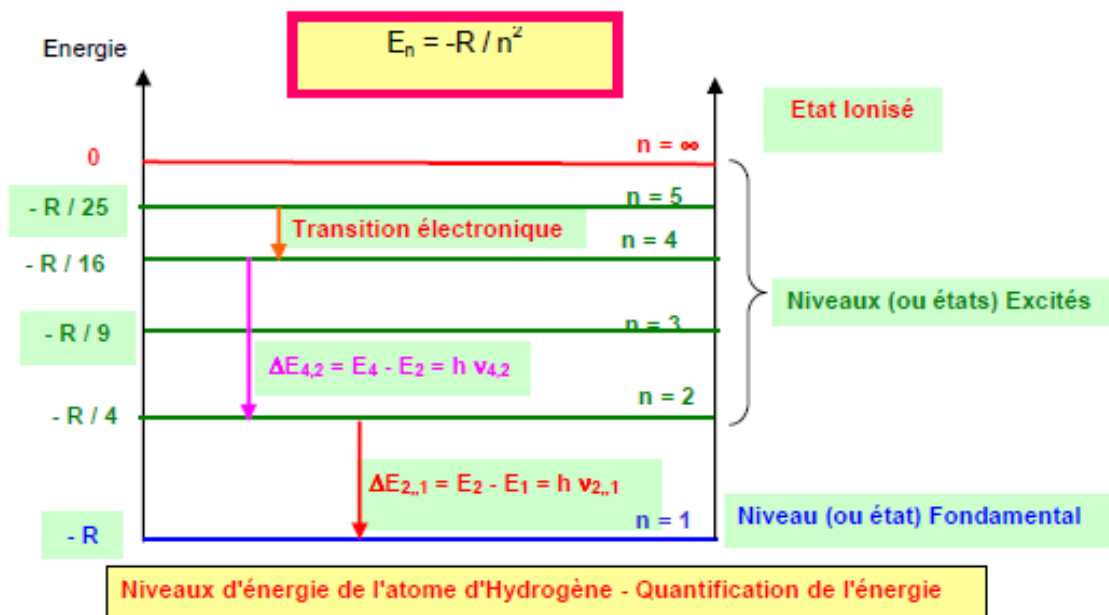 Energie
Eₙ = -R / n²
Etat Ionisé
0
n = ∞
- R / 25
n = 5
Transition électronique
n = 4
- R / 16
Niveaux (ou états) Excités
n = 3
- R / 9
ΔE₄,₂ = E₄ - E₂ = h ν₄,₂
n = 2
- R / 4
ΔE₂,,₁ = E₂ - E₁ = h ν₂,,₁
n = 1
Niveau (ou état) Fondamental
- R
Niveaux d'énergie de l'atome d'Hydrogène - Quantification de l'énergie